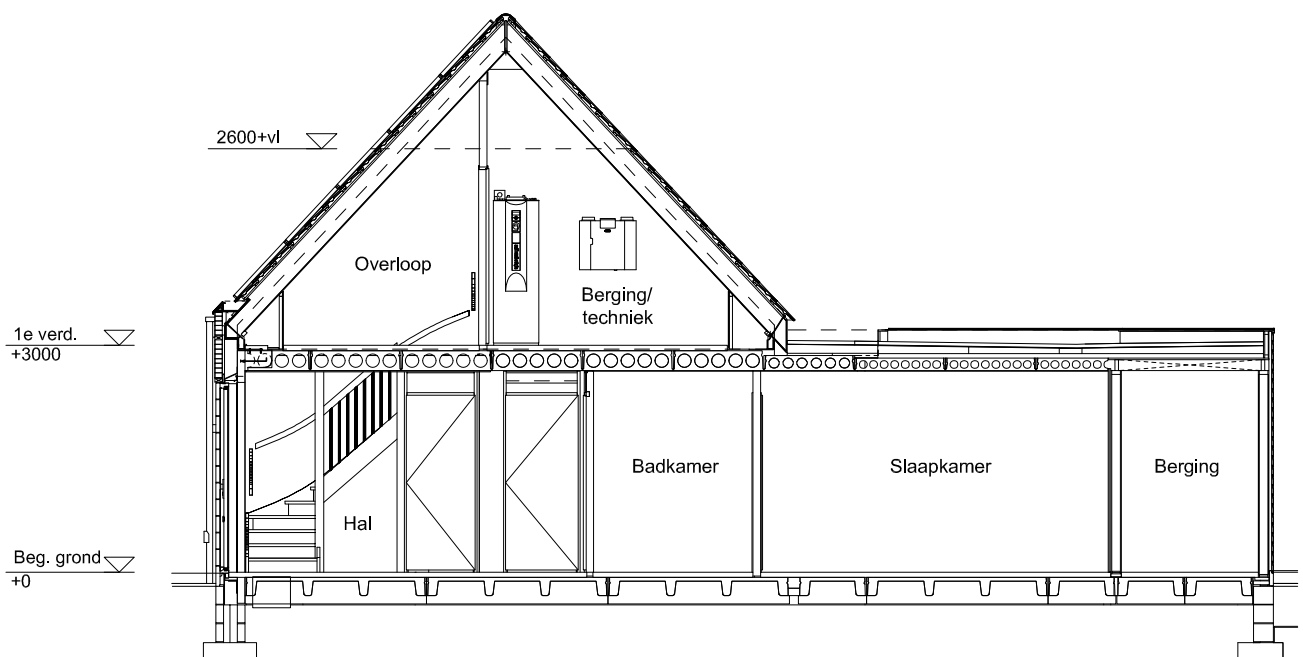 2600+vl
Overloop
Berging/
techniek
1e verd.
+3000
Badkamer
Slaapkamer
Berging
Hal
Beg. grond
+0